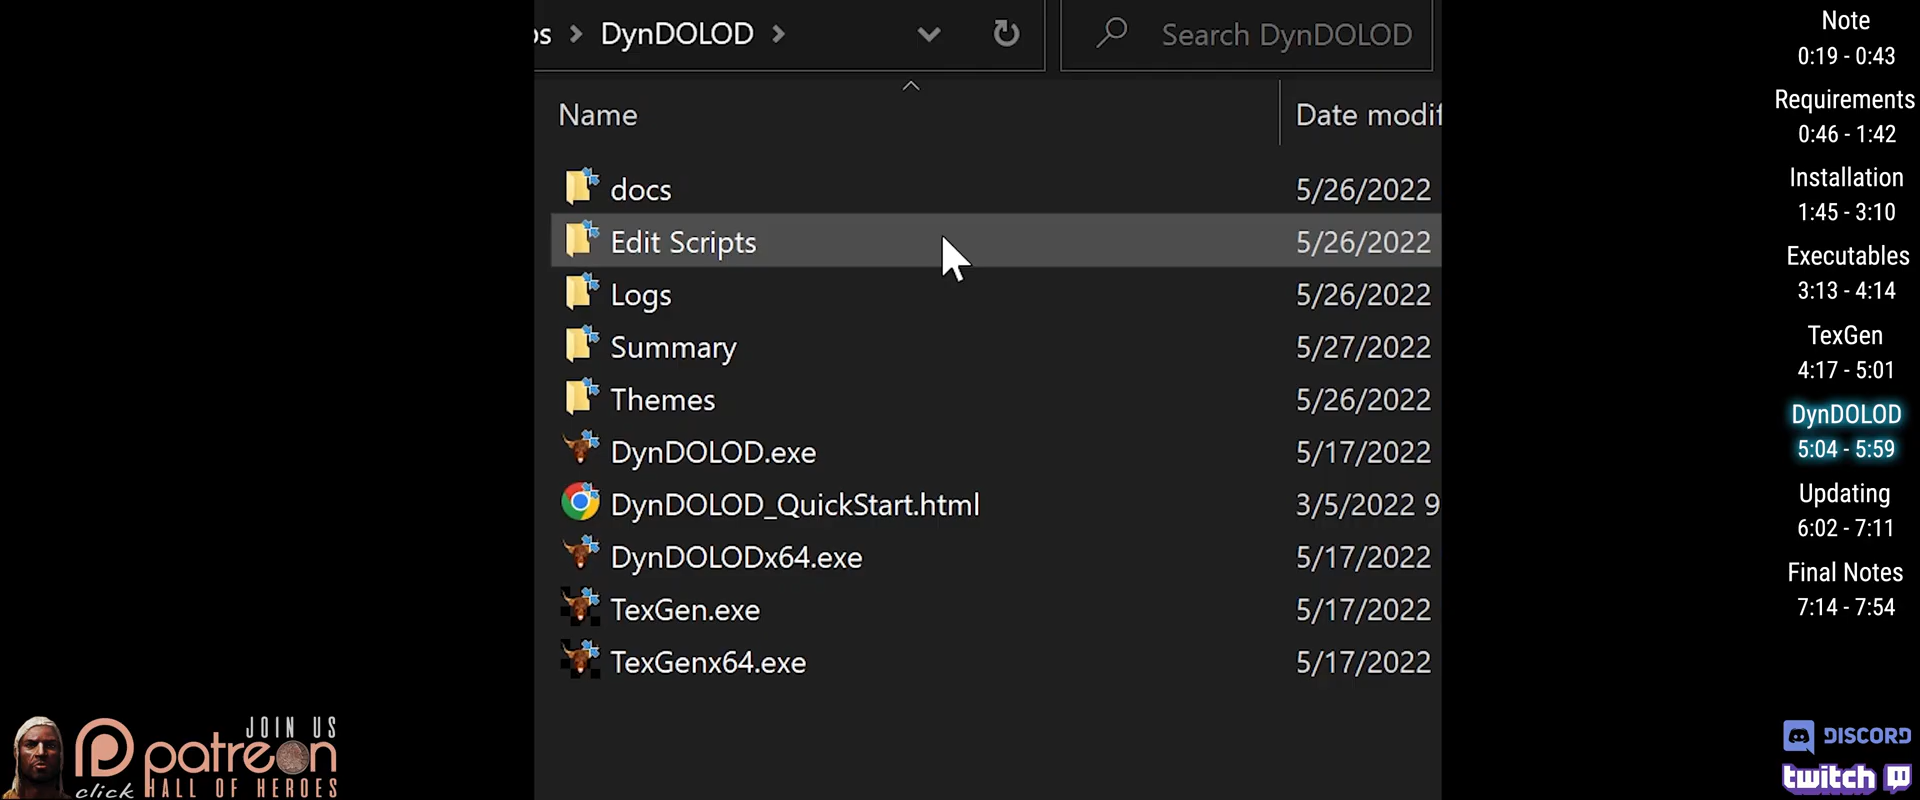 DynDOLOD
Search DynDOLOD
Name
Date modif
docs 5/26/2022
Edit Scripts 5/26/2022
Logs 5/26/2022
Summary 5/27/2022
Themes 5/26/2022
DynDOLOD.exe 5/17/2022
DynDOLOD_QuickStart.html 3/5/2022 9
DynDOLODx64.exe 5/17/2022
TexGen.exe 5/17/2022
TexGenx64.exe 5/17/2022
Note
0:19 - 0:43
Requirements
0:46 - 1:42
Installation
1:45 - 3:10
Executables
3:13 - 4:14
TexGen
4:17 - 5:01
DynDOLOD
5:04 - 5:59
Updating
6:02 - 7:11
Final Notes
7:14 - 7:54
JOIN US
patreon
click HALL OF HEROES
DISCORD
twitch